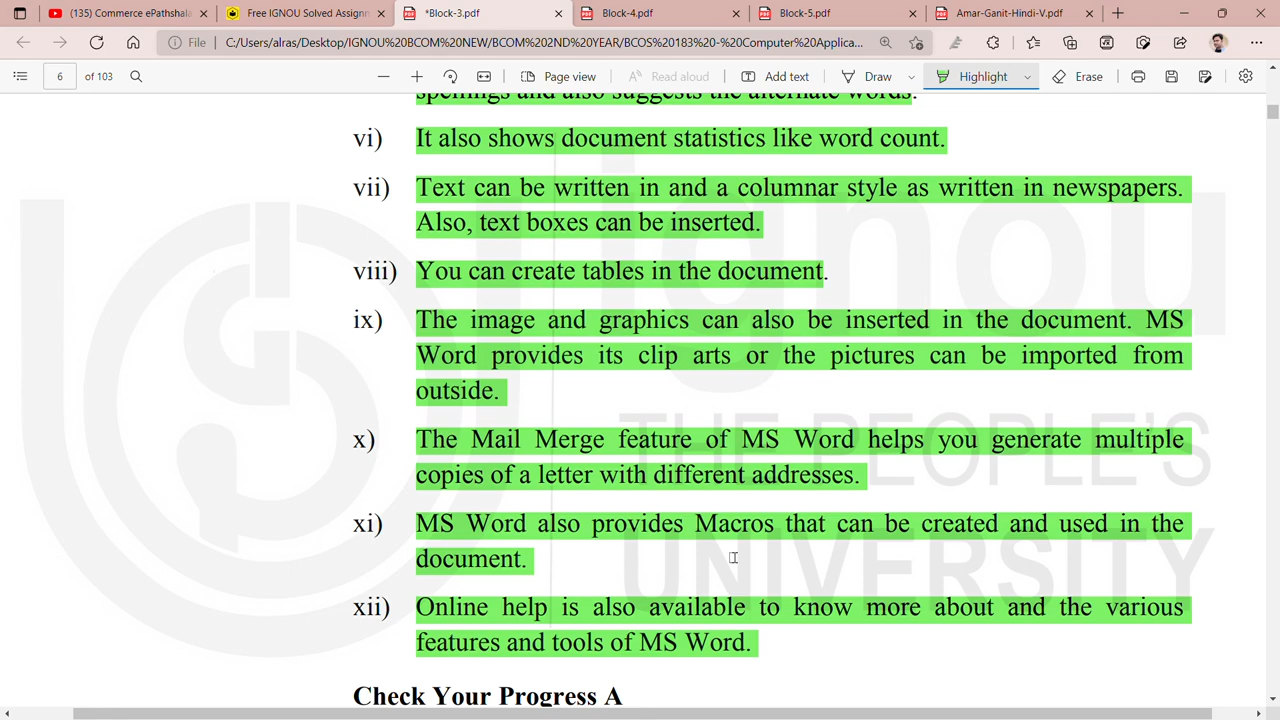 (135) Commerce ePathshala
Free IGNOU Solved Assignm
*Block-3.pdf
Block-4.pdf
Block-5.pdf
Amar-Ganit-Hindi-V.pdf
File
C:/Users/alras/Desktop/IGNOU%20BCOM%20NEW/BCOM%202ND%20YEAR/BCOS%20183%20-%20Computer%20Applica...
6 of 103
Page view
Read aloud
Add text
Draw
Highlight
Erase
spellings and also suggests the alternate words.
vi) It also shows document statistics like word count.
vii) Text can be written in and a columnar style as written in newspapers.
Also, text boxes can be inserted.
viii) You can create tables in the document.
ix) The image and graphics can also be inserted in the document. MS
Word provides its clip arts or the pictures can be imported from
outside.
x) The Mail Merge feature of MS Word helps you generate multiple
copies of a letter with different addresses.
xi) MS Word also provides Macros that can be created and used in the
document.
xii) Online help is also available to know more about and the various
features and tools of MS Word.
Check Your Progress A
ignou
THE PEOPLE'S
UNIVERSITY